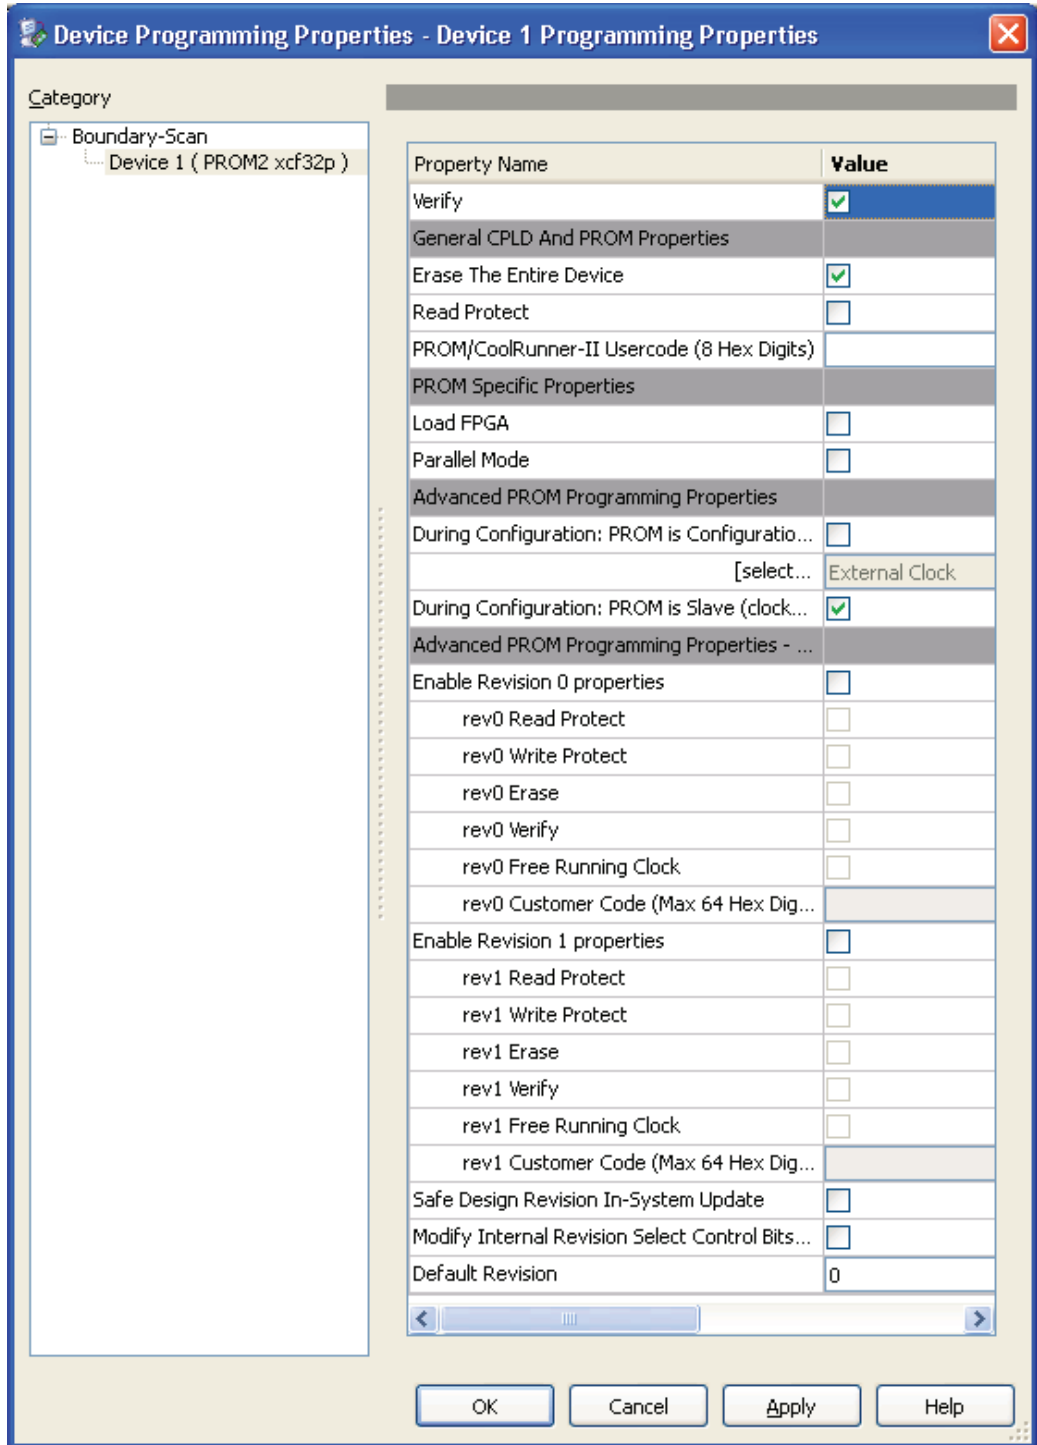 Device Programming Properties - Device 1 Programming Properties
Category
Boundary-Scan
Device 1 ( PROM2 xcf32p )
Property Name Value
Verify
General CPLD And PROM Properties
Erase The Entire Device
Read Protect
PROM/CoolRunner-II Usercode (8 Hex Digits)
PROM Specific Properties
Load FPGA
Parallel Mode
Advanced PROM Programming Properties
During Configuration: PROM is Configuratio...
[select... External Clock
During Configuration: PROM is Slave (clock...
Advanced PROM Programming Properties - ...
Enable Revision 0 properties
rev0 Read Protect
rev0 Write Protect
rev0 Erase
rev0 Verify
rev0 Free Running Clock
rev0 Customer Code (Max 64 Hex Dig...
Enable Revision 1 properties
rev1 Read Protect
rev1 Write Protect
rev1 Erase
rev1 Verify
rev1 Free Running Clock
rev1 Customer Code (Max 64 Hex Dig...
Safe Design Revision In-System Update
Modify Internal Revision Select Control Bits...
Default Revision 0
OK Cancel Apply Help